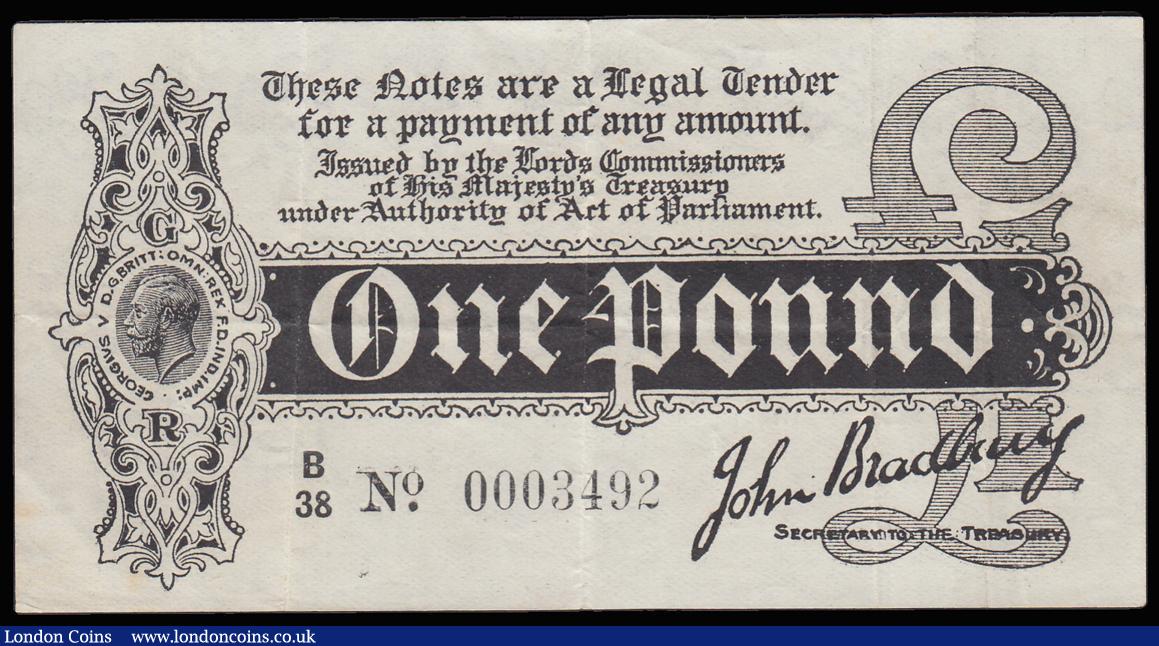 These Notes are a Legal Tender
for a payment of any amount.
Issued by the Lords Commissioners
of His Majesty's Treasury
under Authority of Act of Parliament.
£
G
GEORGIVS V D.G.BRITT:OMN:REX F.D.IND:IMP:
One Pound
R
B
38 No. 0003492
John Bradbury
£1
SECRETARY TO THE TREASURY.
London Coins www.londoncoins.co.uk